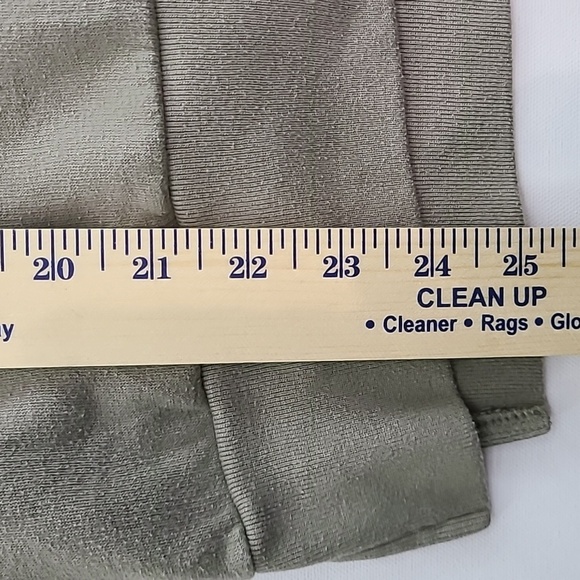 20 21 22 23 24 25
CLEAN UP
• Cleaner • Rags • Glo